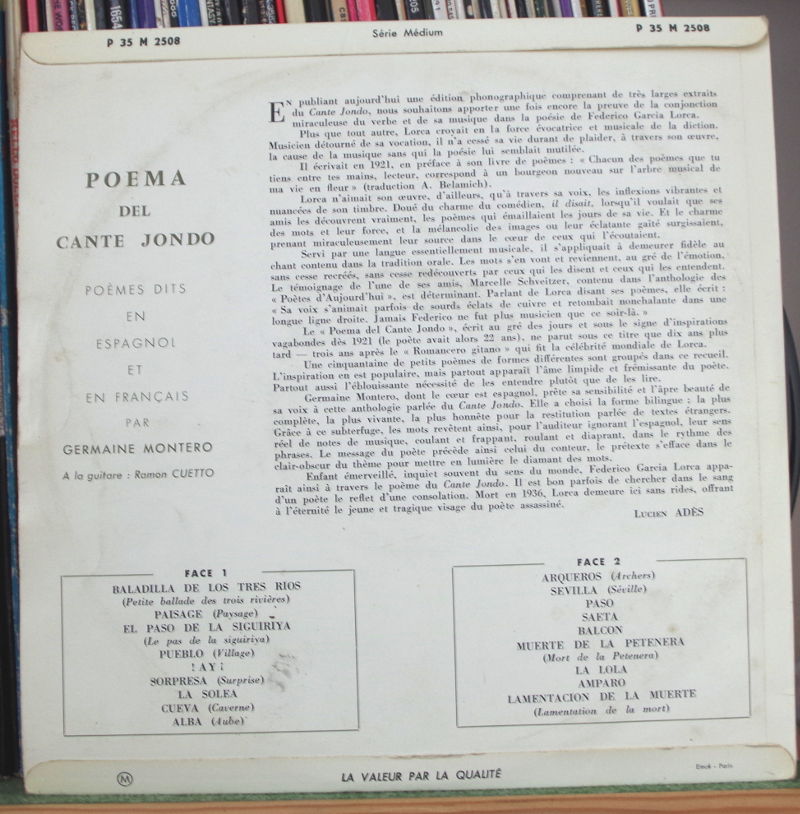 P 35 M 2508
Série Médium
P 35 M 2508
POEMA
DEL
CANTE JONDO
POÈMES DITS
EN
ESPAGNOL
ET
EN FRANÇAIS
PAR
GERMAINE MONTERO
A la guitare : Ramon CUETTO
En publiant aujourd'hui une édition phonographique comprenant de très larges extraits
du Cante Jondo, nous souhaitons apporter une fois encore la preuve de la conjonction
miraculeuse du verbe et de sa musique dans la poésie de Federico Garcia Lorca.
Plus que tout autre, Lorca croyait en la force évocatrice et musicale de la diction.
Musicien détourné de sa vocation, il n'a cessé sa vie durant de plaider, à travers son œuvre,
la cause de la musique sans qui la poésie lui semblait mutilée.
Il écrivait en 1921, en préface à son livre de poèmes : « Chacun des poèmes que tu
tiens entre tes mains, lecteur, correspond à un bourgeon nouveau sur l'arbre musical de
ma vie en fleur » (traduction A. Belamich).
Lorca n'aimait son œuvre, d'ailleurs, qu'à travers sa voix, les inflexions vibrantes et
nuancées de son timbre. Doué du charme du comédien, il disait, lorsqu'il voulait que ses
amis les découvrent vraiment, les poèmes qui émaillaient les jours de sa vie. Et le charme
des mots et leur force, et la mélancolie des images ou leur éclatante gaîté surgissaient,
prenant miraculeusement leur source dans le cœur de ceux qui l'écoutaient.
Servi par une langue essentiellement musicale, il s'appliquait à demeurer fidèle au
chant contenu dans la tradition orale. Les mots s'en vont et reviennent, au gré de l'émotion,
sans cesse recréés, sans cesse redécouverts par ceux qui les disent et ceux qui les entendent.
Le témoignage de l'une de ses amis, Marcelle Schveitzer, contenu dans l'anthologie des
« Poètes d'Aujourd'hui », est déterminant. Parlant de Lorca disant ses poèmes, elle écrit :
« Sa voix s'animait parfois de sourds éclats de cuivre et retombait nonchalante dans une
longue ligne droite. Jamais Federico ne fut plus musicien que ce soir-là. »
Le « Poema del Cante Jondo », écrit au gré des jours et sous le signe d'inspirations
vagabondes dès 1921 (le poète avait alors 22 ans), ne parut sous ce titre que dix ans plus
tard — trois ans après le « Romancero gitano » qui fit la célébrité mondiale de Lorca.
Une cinquantaine de petits poèmes de formes différentes sont groupés dans ce recueil.
L'inspiration en est populaire, mais partout apparaît l'âme limpide et frémissante du poète.
Partout aussi l'éblouissante nécessité de les entendre plutôt que de les lire.
Germaine Montero, dont le cœur est espagnol, prête sa sensibilité et l'âpre beauté de
sa voix à cette anthologie parlée du Cante Jondo. Elle a choisi la forme bilingue : la plus
complète, la plus vivante, la plus honnête pour la restitution parlée de textes étrangers.
Grâce à ce subterfuge, les mots revêtent ainsi, pour l'auditeur ignorant l'espagnol, leur sens
réel de notes de musique, coulant et frappant, roulant et diaprant, dans le rythme des
phrases. Le message du poète précède ainsi celui du conteur, le prétexte s'efface dans le
clair-obscur du thème pour mettre en lumière le diamant des mots.
Enfant émerveillé, inquiet souvent du sens du monde, Federico Garcia Lorca appa-
raît ainsi à travers le poème du Cante Jondo. Il est bon parfois de chercher dans le sang
d'un poète le reflet d'une consolation. Mort en 1936, Lorca demeure ici sans rides, offrant
à l'éternité le jeune et tragique visage du poète assassiné.
Lucien ADÈS
FACE 1
BALADILLA DE LOS TRES RIOS
(Petite ballade des trois rivières)
PAISAGE (Paysage)
EL PASO DE LA SIGUIRIYA
(Le pas de la siguiriya)
PUEBLO (Village)
! AY !
SORPRESA (Surprise)
LA SOLEA
CUEVA (Caverne)
ALBA (Aube)
FACE 2
ARQUEROS (Archers)
SEVILLA (Séville)
PASO
SAETA
BALCON
MUERTE DE LA PETENERA
(Mort de la Petenera)
LA LOLA
AMPARO
LAMENTACION DE LA MUERTE
(Lamentation de la mort)
M
LA VALEUR PAR LA QUALITÉ
Dmcé - Paris